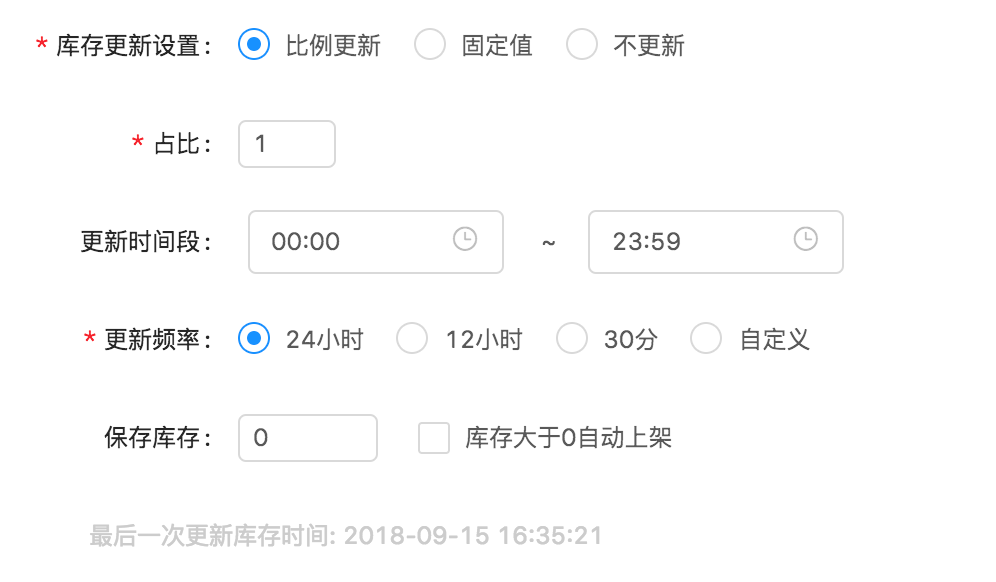 * 库存更新设置: 比例更新 固定值 不更新
* 占比: 1
更新时间段: 00:00 ~ 23:59
* 更新频率: 24小时 12小时 30分 自定义
保存库存: 0 库存大于0自动上架
最后一次更新库存时间: 2018-09-15 16:35:21